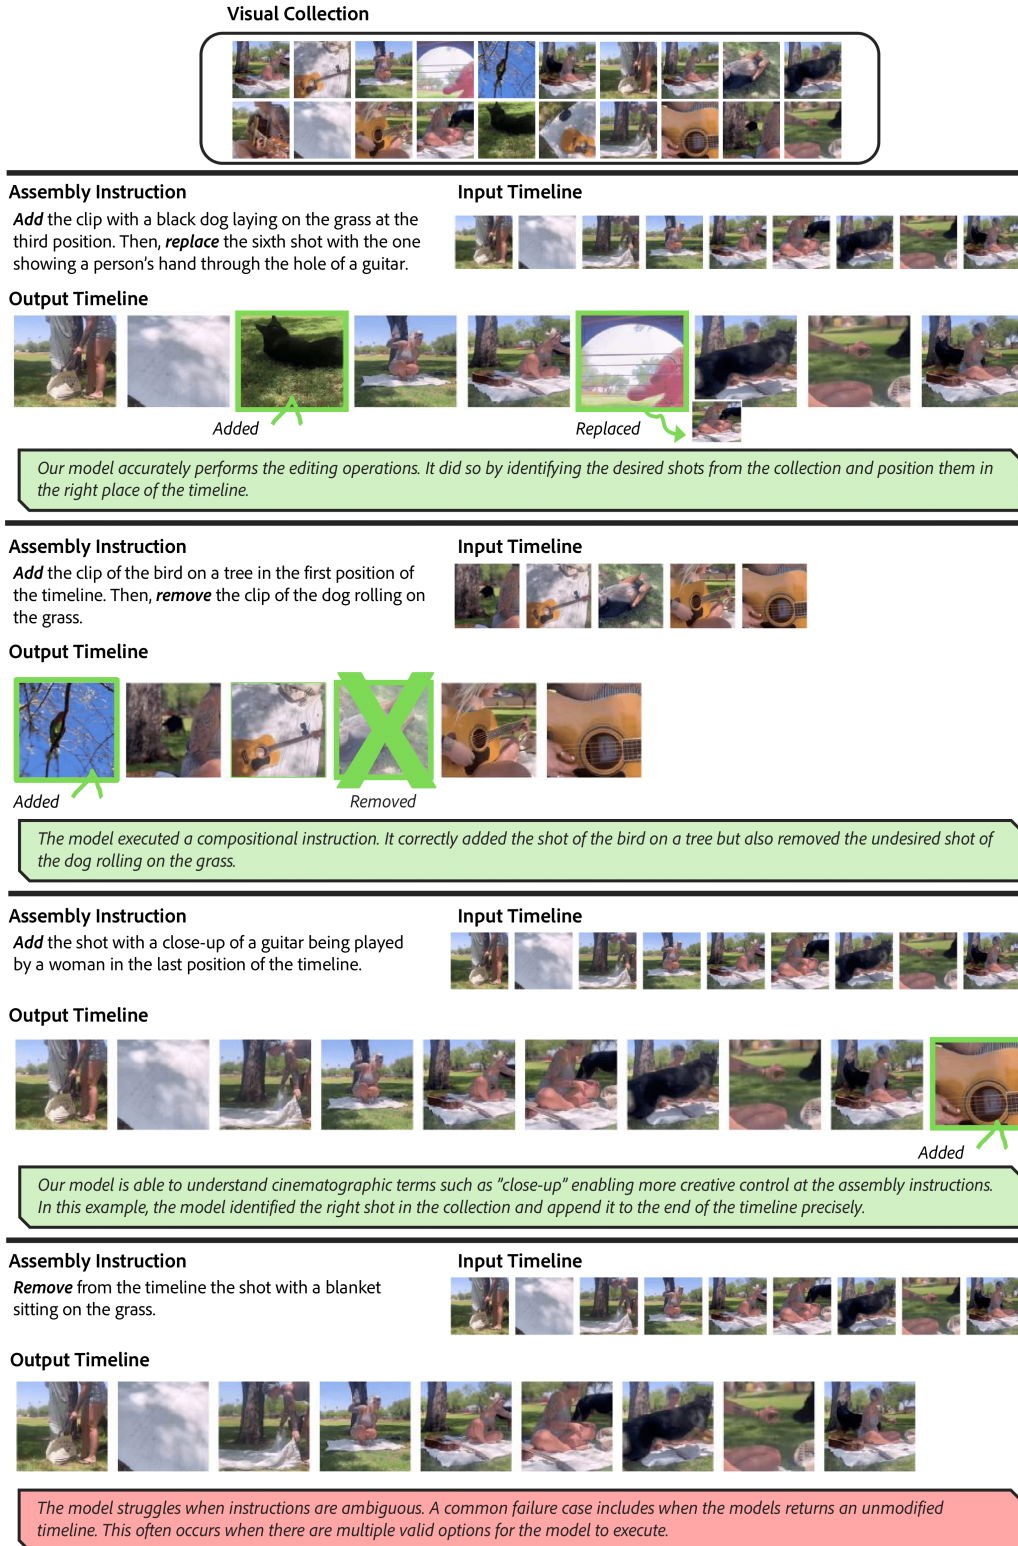 Visual Collection
Assembly Instruction
Input Timeline
Add the clip with a black dog laying on the grass at the
third position. Then, replace the sixth shot with the one
showing a person's hand through the hole of a guitar.
Output Timeline
Added
Replaced
Our model accurately performs the editing operations. It did so by identifying the desired shots from the collection and position them in
the right place of the timeline.
Assembly Instruction
Input Timeline
Add the clip of the bird on a tree in the first position of
the timeline. Then, remove the clip of the dog rolling on
the grass.
Output Timeline
Added
Removed
The model executed a compositional instruction. It correctly added the shot of the bird on a tree but also removed the undesired shot of
the dog rolling on the grass.
Assembly Instruction
Input Timeline
Add the shot with a close-up of a guitar being played
by a woman in the last position of the timeline.
Output Timeline
Added
Our model is able to understand cinematographic terms such as "close-up" enabling more creative control at the assembly instructions.
In this example, the model identified the right shot in the collection and append it to the end of the timeline precisely.
Assembly Instruction
Input Timeline
Remove from the timeline the shot with a blanket
sitting on the grass.
Output Timeline
The model struggles when instructions are ambiguous. A common failure case includes when the models returns an unmodified
timeline. This often occurs when there are multiple valid options for the model to execute.